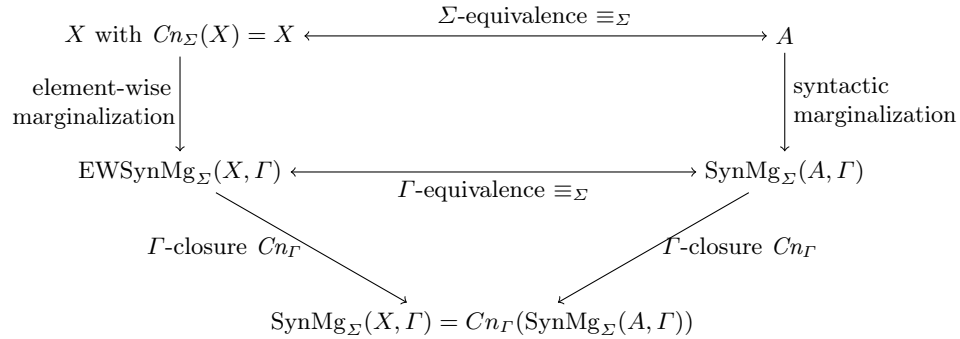 X with Cn_Σ(X) = X
Σ-equivalence ≡_Σ
A
element-wise
marginalization
syntactic
marginalization
EWSynMg_Σ(X, Γ)
Γ-equivalence ≡_Σ
SynMg_Σ(A, Γ)
Γ-closure Cn_Γ
Γ-closure Cn_Γ
SynMg_Σ(X, Γ) = Cn_Γ(SynMg_Σ(A, Γ))